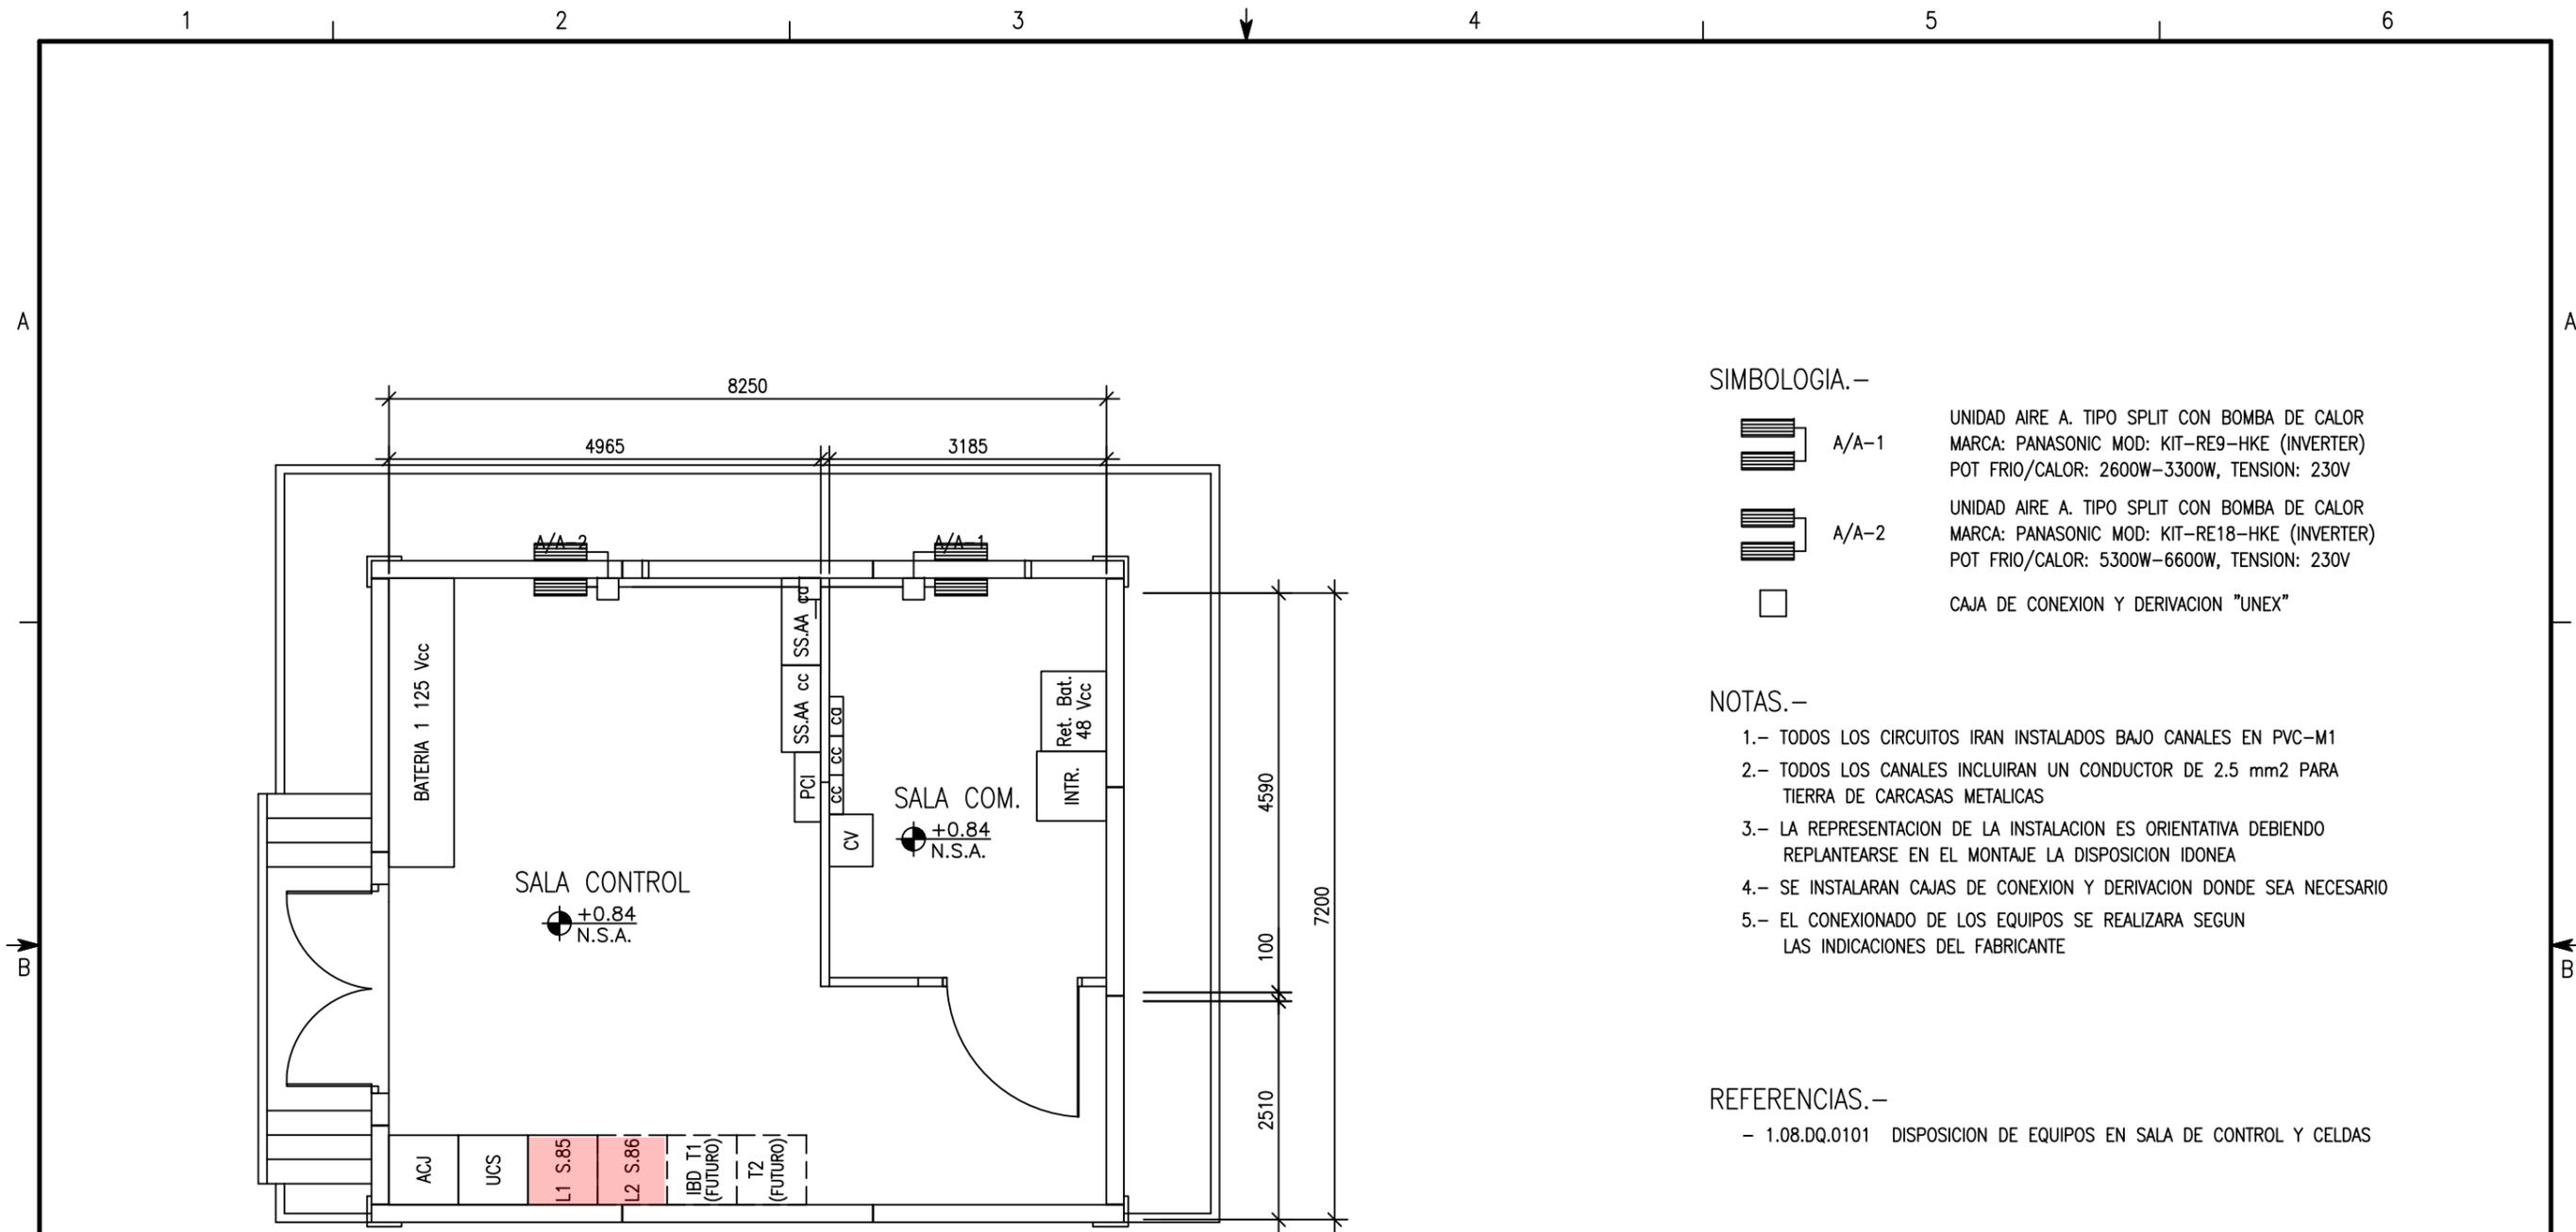 1 2 3 4 5 6
A A
SIMBOLOGIA.-
A/A-1
UNIDAD AIRE A. TIPO SPLIT CON BOMBA DE CALOR
MARCA: PANASONIC MOD: KIT-RE9-HKE (INVERTER)
POT FRIO/CALOR: 2600W-3300W, TENSION: 230V
A/A-2
UNIDAD AIRE A. TIPO SPLIT CON BOMBA DE CALOR
MARCA: PANASONIC MOD: KIT-RE18-HKE (INVERTER)
POT FRIO/CALOR: 5300W-6600W, TENSION: 230V
CAJA DE CONEXION Y DERIVACION "UNEX"
NOTAS.-
1.- TODOS LOS CIRCUITOS IRAN INSTALADOS BAJO CANALES EN PVC-M1
2.- TODOS LOS CANALES INCLUIRAN UN CONDUCTOR DE 2.5 mm2 PARA
TIERRA DE CARCASAS METALICAS
3.- LA REPRESENTACION DE LA INSTALACION ES ORIENTATIVA DEBIENDO
REPLANTEARSE EN EL MONTAJE LA DISPOSICION IDONEA
4.- SE INSTALARAN CAJAS DE CONEXION Y DERIVACION DONDE SEA NECESARIO
5.- EL CONEXIONADO DE LOS EQUIPOS SE REALIZARA SEGUN
LAS INDICACIONES DEL FABRICANTE
REFERENCIAS.-
- 1.08.DQ.0101 DISPOSICION DE EQUIPOS EN SALA DE CONTROL Y CELDAS
8250
4965
3185
A/A-2
A/A-1
BATERIA 1 125 Vcc
SS.AA ca
SS.AA cc
PCI
ca
cc
cc
CV
Ret. Bat.
48 Vcc
INTR.
SALA COM.
+0.84
N.S.A.
SALA CONTROL
+0.84
N.S.A.
4590
100
2510
7200
B B
ACJ
UCS
L1 S.85
L2 S.86
IBD T1
(FUTURO)
T2
(FUTURO)